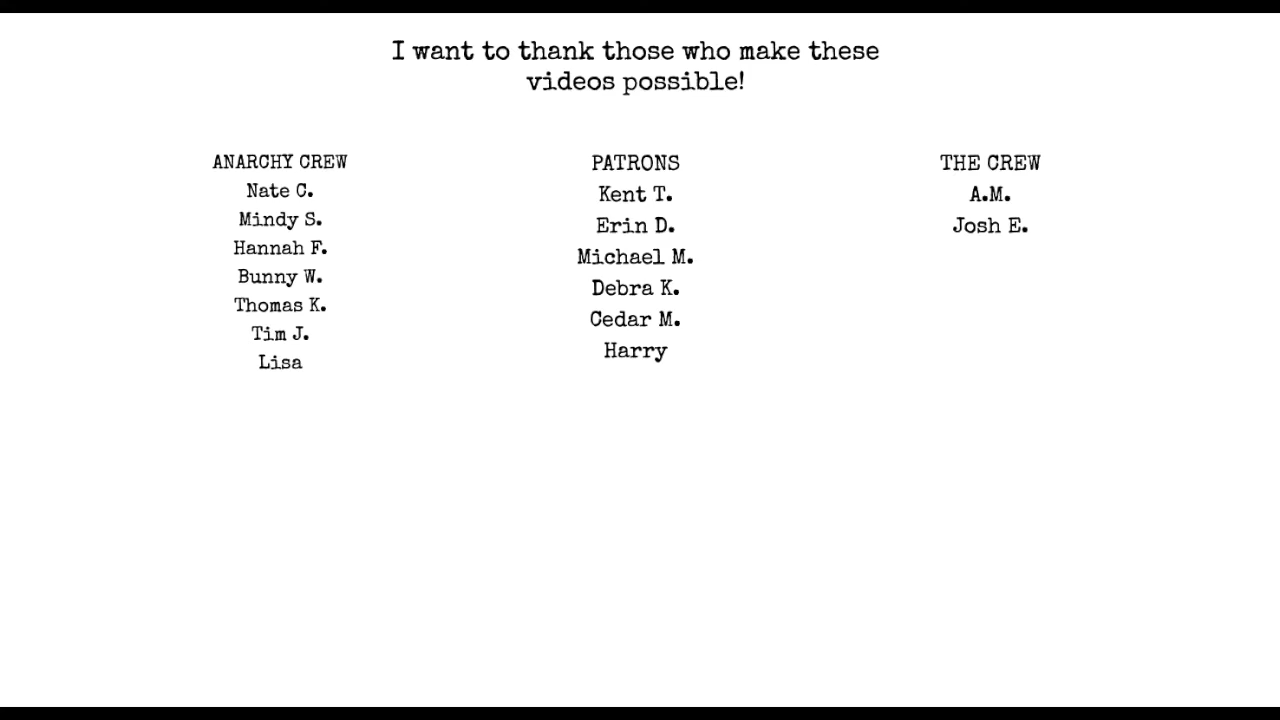 I want to thank those who make these
videos possible!
ANARCHY CREW
Nate C.
Mindy S.
Hannah F.
Bunny W.
Thomas K.
Tim J.
Lisa
PATRONS
Kent T.
Erin D.
Michael M.
Debra K.
Cedar M.
Harry
THE CREW
A.M.
Josh E.